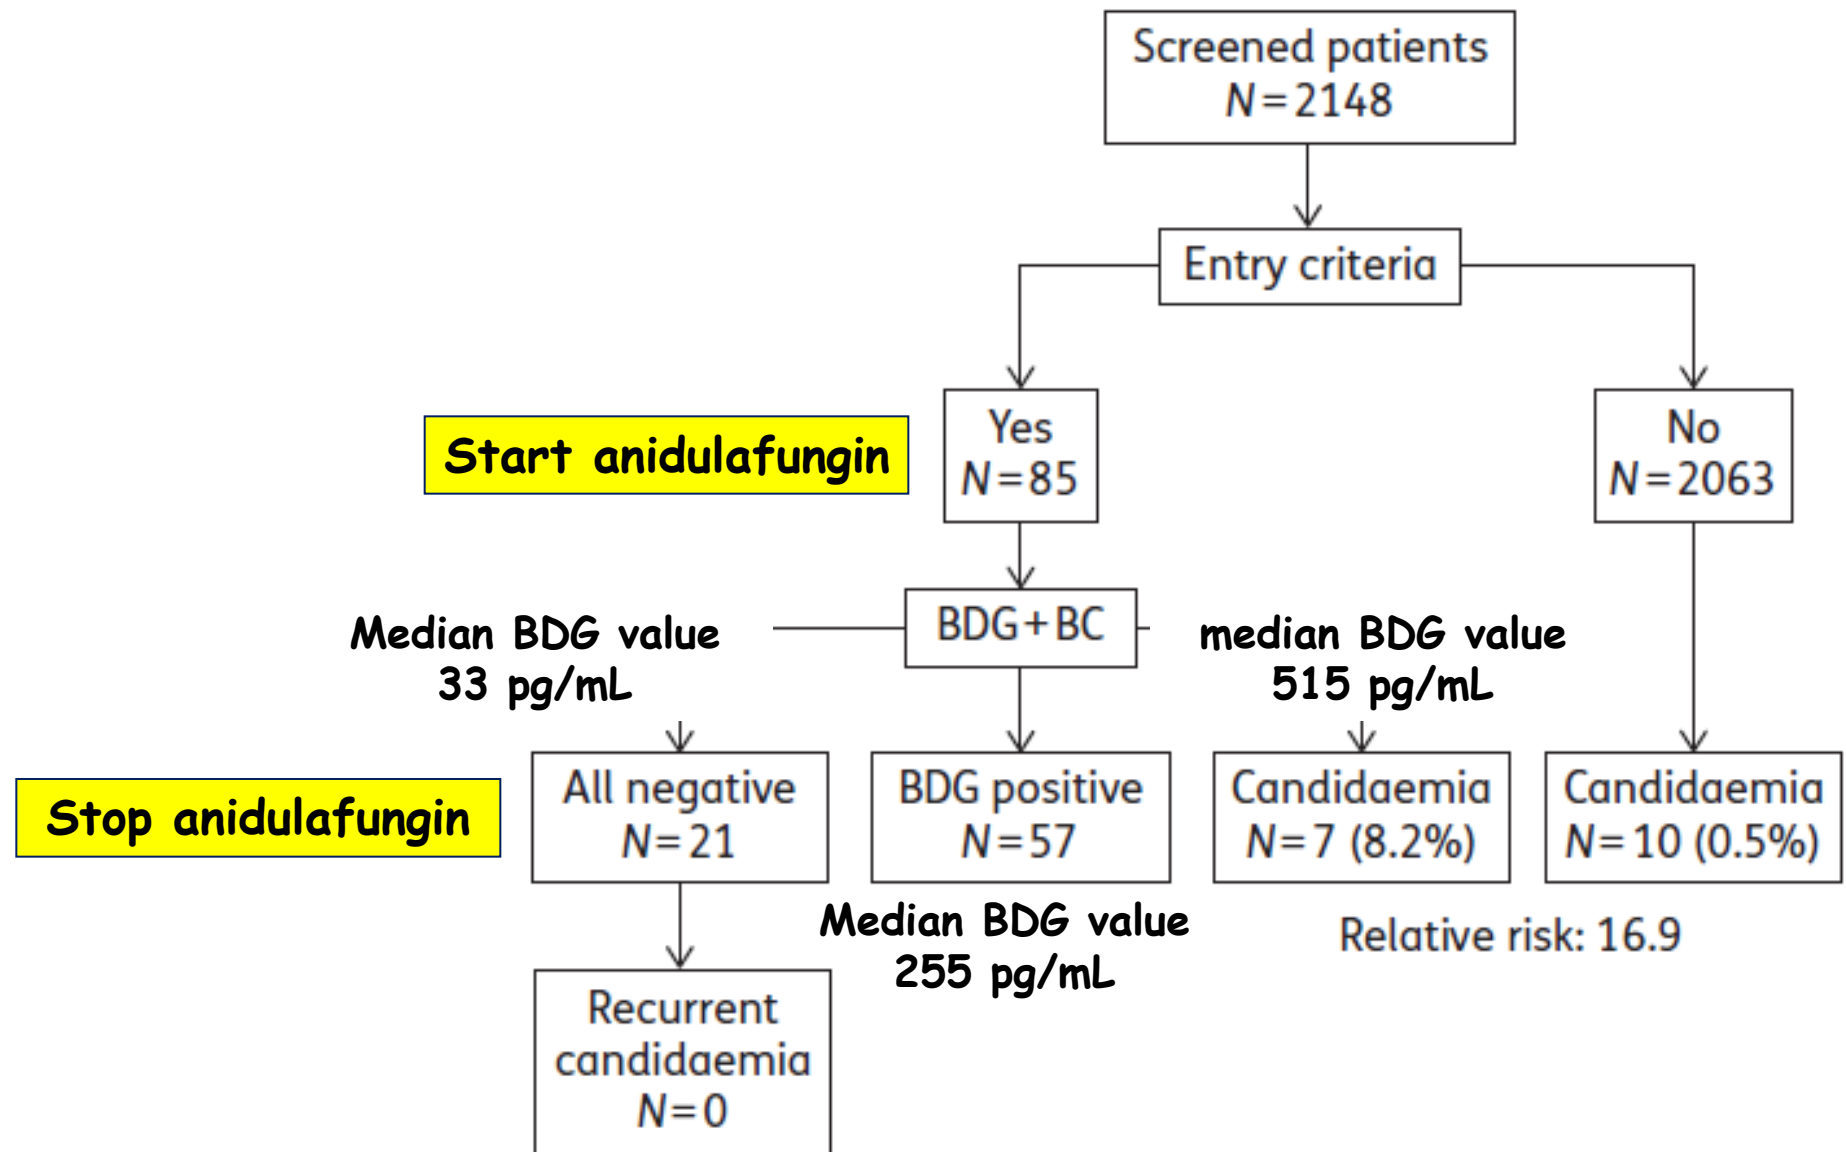 Screened patients
N=2148
Entry criteria
Start anidulafungin
Yes
N=85
No
N=2063
Median BDG value
33 pg/mL
BDG+BC
median BDG value
515 pg/mL
Stop anidulafungin
All negative
N=21
BDG positive
N=57
Candidaemia
N=7 (8.2%)
Candidaemia
N=10 (0.5%)
Median BDG value
255 pg/mL
Relative risk: 16.9
Recurrent
candidaemia
N=0